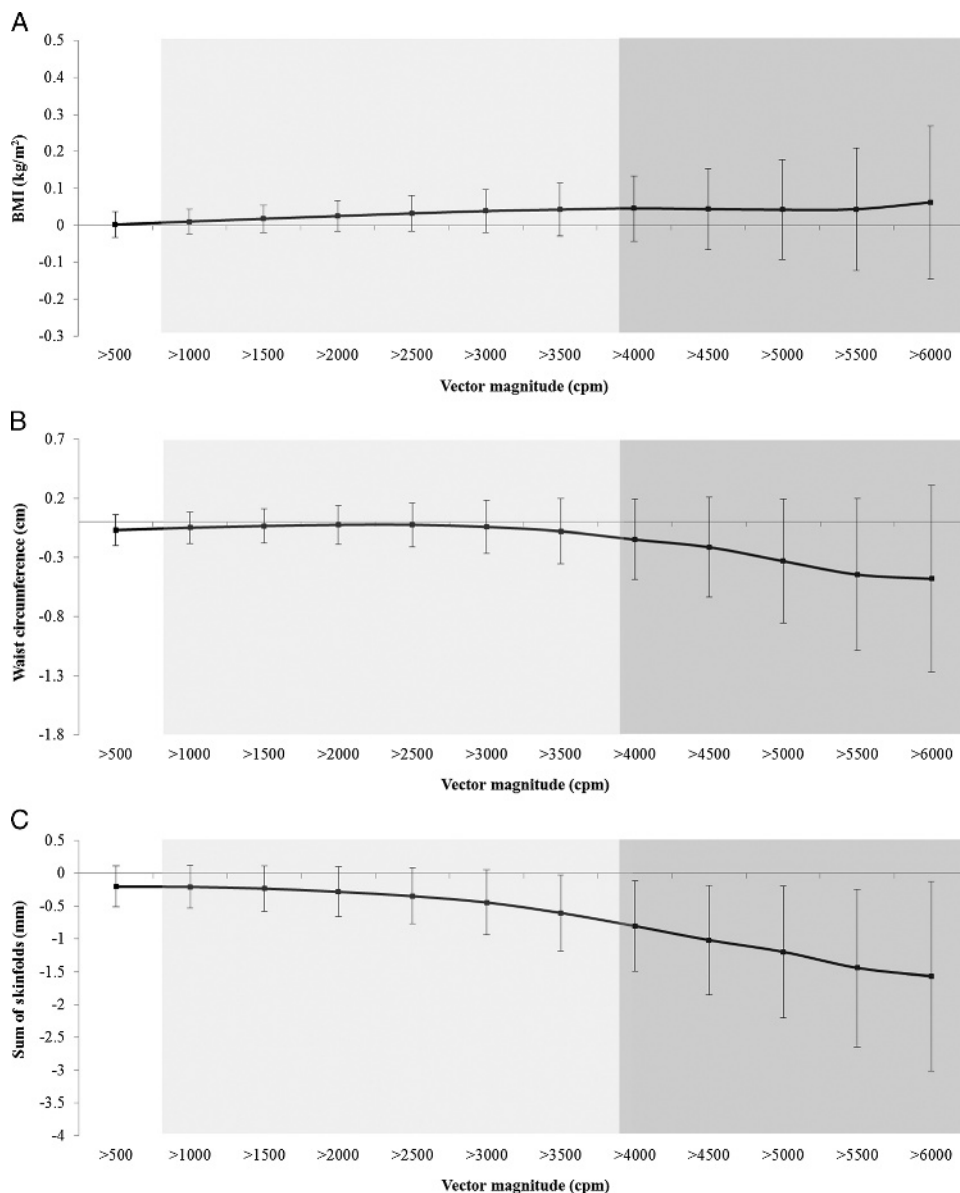 A
0.5
0.4
0.3
0.2
0.1
0
-0.1
-0.2
-0.3
BMI (kg/m²)
>500 >1000 >1500 >2000 >2500 >3000 >3500 >4000 >4500 >5000 >5500 >6000
Vector magnitude (cpm)
B
0.7
0.2
-0.3
-0.8
-1.3
-1.8
Waist circumference (cm)
>500 >1000 >1500 >2000 >2500 >3000 >3500 >4000 >4500 >5000 >5500 >6000
Vector magnitude (cpm)
C
0.5
0
-0.5
-1
-1.5
-2
-2.5
-3
-3.5
-4
Sum of skinfolds (mm)
>500 >1000 >1500 >2000 >2500 >3000 >3500 >4000 >4500 >5000 >5500 >6000
Vector magnitude (cpm)